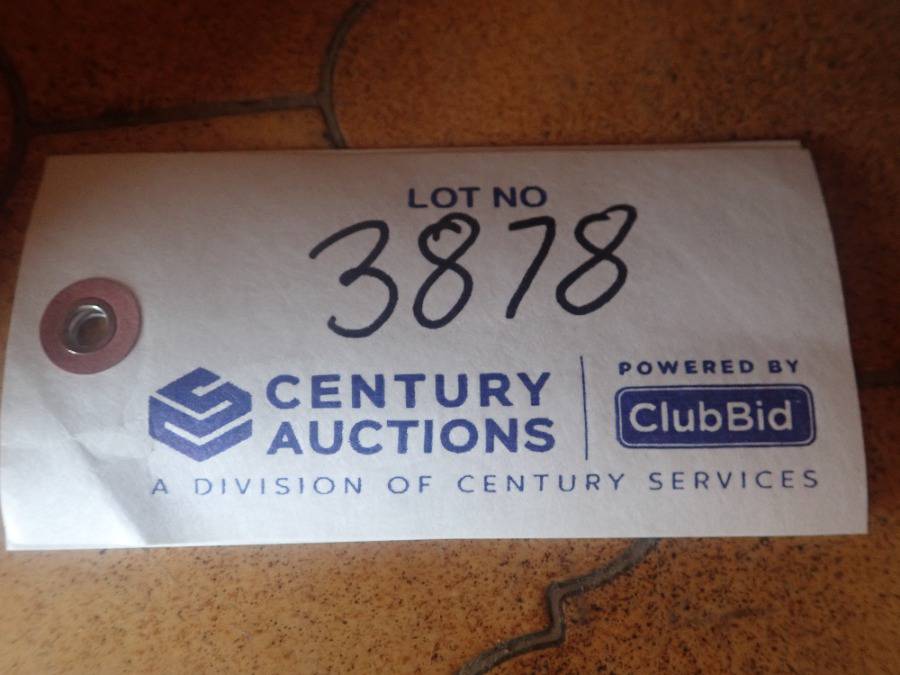 LOT NO
3878
CENTURY
AUCTIONS
A DIVISION OF CENTURY SERVICES
POWERED BY
ClubBid